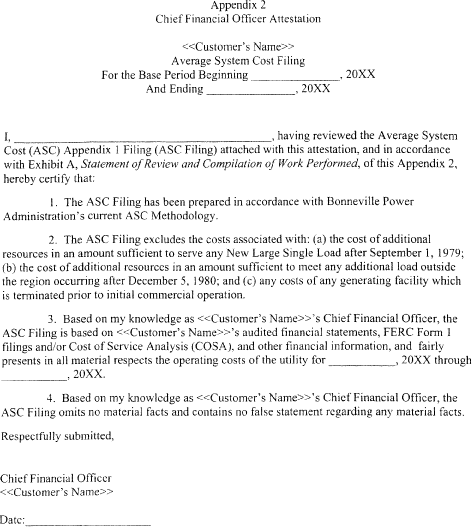 Appendix 2
Chief Financial Officer Attestation
<<Customer's Name>>
Average System Cost Filing
For the Base Period Beginning _______________, 20XX
And Ending _______________, 20XX
I, ___________________________________________, having reviewed the Average System
Cost (ASC) Appendix 1 Filing (ASC Filing) attached with this attestation, and in accordance
with Exhibit A, Statement of Review and Compilation of Work Performed, of this Appendix 2,
hereby certify that:
1. The ASC Filing has been prepared in accordance with Bonneville Power
Administration's current ASC Methodology.
2. The ASC Filing excludes the costs associated with: (a) the cost of additional
resources in an amount sufficient to serve any New Large Single Load after September 1, 1979;
(b) the cost of additional resources in an amount sufficient to meet any additional load outside
the region occurring after December 5, 1980; and (c) any costs of any generating facility which
is terminated prior to initial commercial operation.
3. Based on my knowledge as <<Customer's Name>>'s Chief Financial Officer, the
ASC Filing is based on <<Customer's Name>>'s audited financial statements, FERC Form 1
filings and/or Cost of Service Analysis (COSA), and other financial information, and fairly
presents in all material respects the operating costs of the utility for ___________, 20XX through
___________, 20XX.
4. Based on my knowledge as <<Customer's Name>>'s Chief Financial Officer, the
ASC Filing omits no material facts and contains no false statement regarding any material facts.
Respectfully submitted,
Chief Financial Officer
<<Customer's Name>>
Date:_____________________